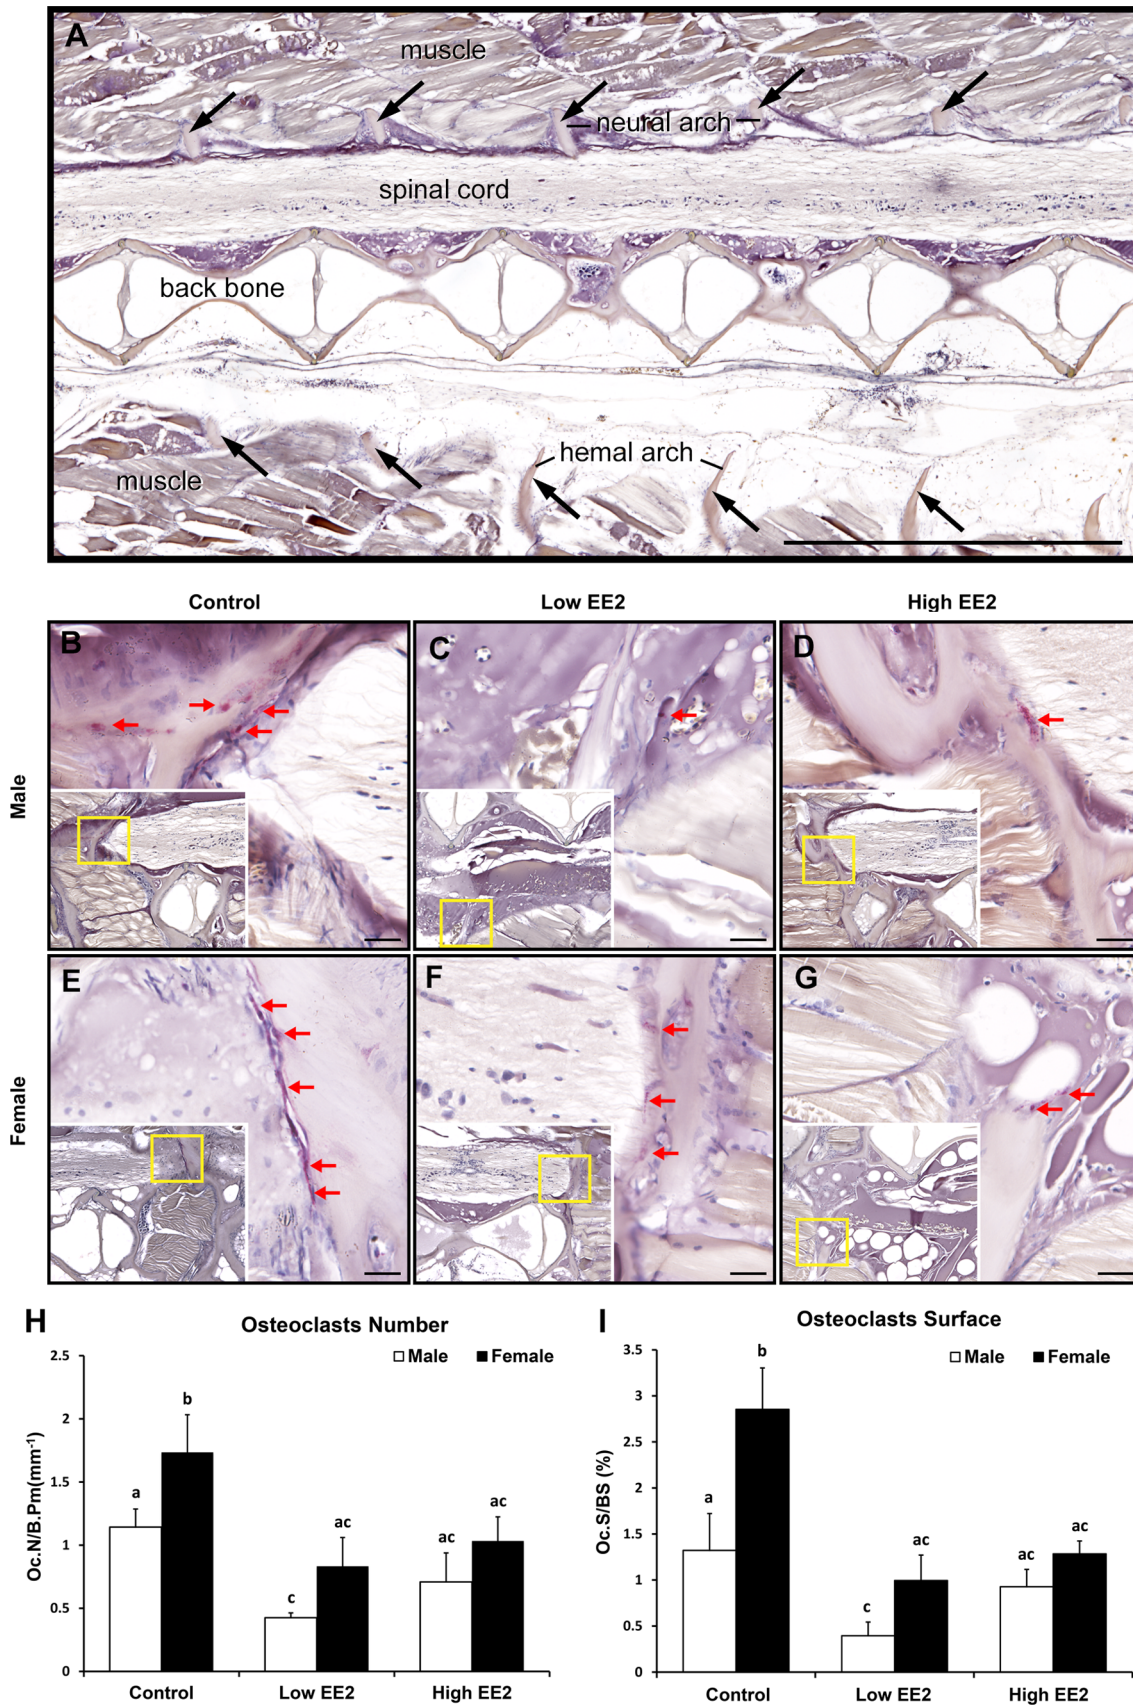 A
muscle
neural arch
spinal cord
back bone
hemal arch
muscle
Control
Low EE2
High EE2
Male
B
C
D
Female
E
F
G
H
Osteoclasts Number
Male
Female
Oc.N/B.Pm(mm⁻¹)
2.5
2
1.5
1
0.5
0
a
b
c
ac
ac
ac
Control
Low EE2
High EE2
I
Osteoclasts Surface
Male
Female
Oc.S/BS (%)
3.5
3
2.5
2
1.5
1
0.5
0
a
b
c
ac
ac
ac
Control
Low EE2
High EE2